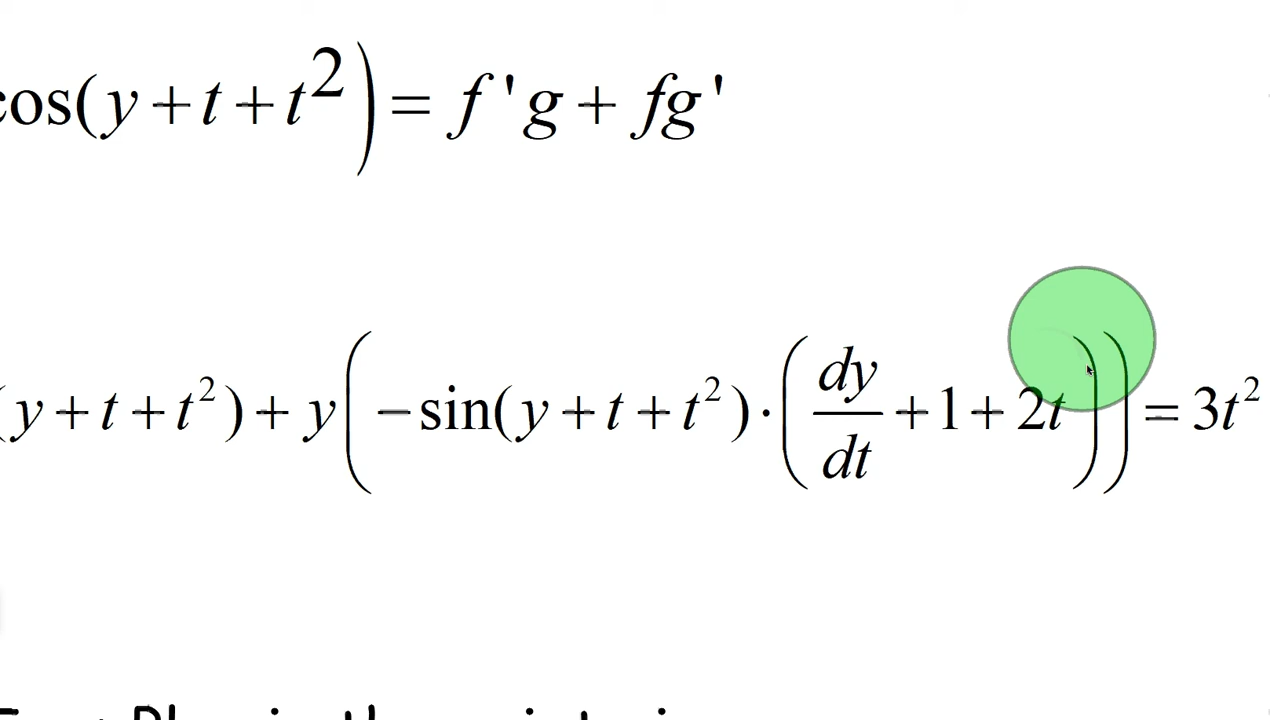 cos(y + t + t²)) = f'g + fg'
(y + t + t²) + y(−sin(y + t + t²) · (dy/dt + 1 + 2t)) = 3t²